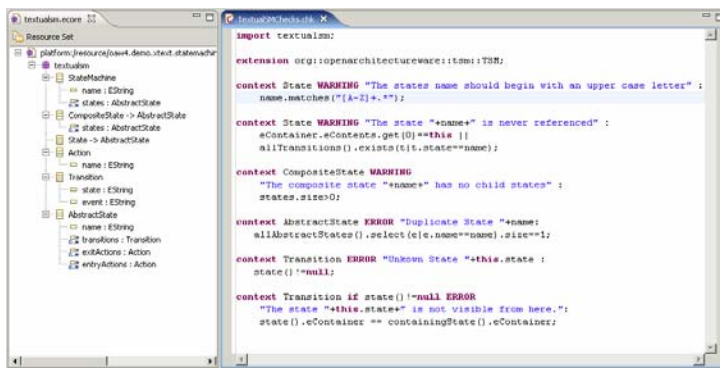 textualsm.ecore
Resource Set
platform:/resource/oaw4.demo.xtext.statemachin
textualsm
StateMachine
name : EString
states : AbstractState
CompositeState -> AbstractState
states : AbstractState
State -> AbstractState
Action
name : EString
Transition
state : EString
event : EString
AbstractState
name : EString
transitions : Transition
exitActions : Action
entryActions : Action
textualSMChecks.chk
import textualsm;
extension org::openarchitectureware::tsm::TSM;
context State WARNING "The states name should begin with an upper case letter" :
name.matches("[A-Z]+.*");
context State WARNING "The state "+name+" is never referenced" :
eContainer.eContents.get(0)==this ||
allTransitions().exists(t|t.state==name);
context CompositeState WARNING
"The composite state "+name+" has no child states" :
states.size>0;
context AbstractState ERROR "Duplicate State "+name:
allAbstractStates().select(e|e.name==name).size==1;
context Transition ERROR "Unkown State "+this.state :
state()!=null;
context Transition if state()!=null ERROR
"The state "+this.state+" is not visible from here.":
state().eContainer == containingState().eContainer;